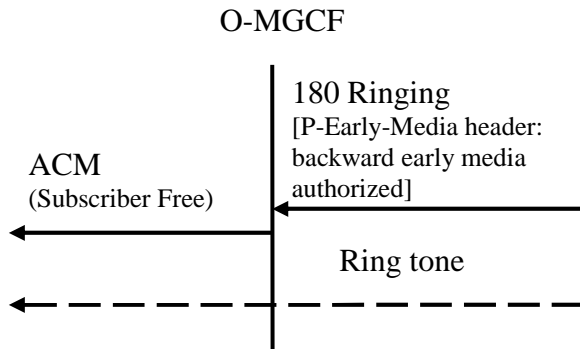 O-MGCF
180 Ringing
[P-Early-Media header:
backward early media
authorized]
ACM
(Subscriber Free)
Ring tone